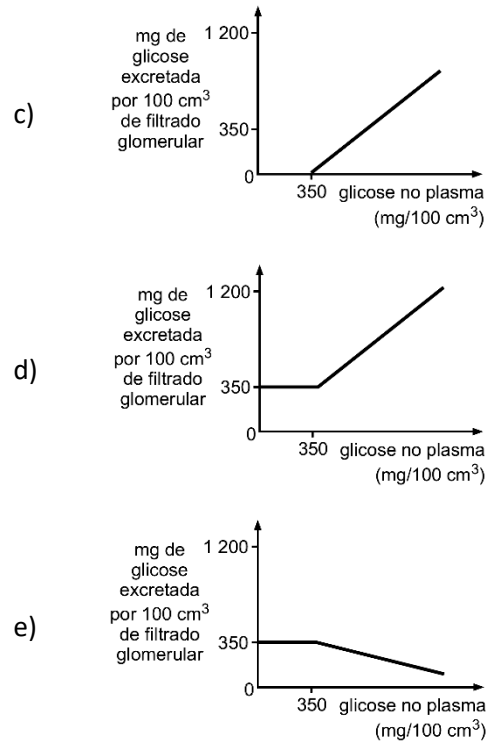 c)
mg de
glicose
excretada
por 100 cm³
de filtrado
glomerular
1 200
350
0
350
glicose no plasma
(mg/100 cm³)
d)
mg de
glicose
excretada
por 100 cm³
de filtrado
glomerular
1 200
350
0
350
glicose no plasma
(mg/100 cm³)
e)
mg de
glicose
excretada
por 100 cm³
de filtrado
glomerular
1 200
350
0
350
glicose no plasma
(mg/100 cm³)